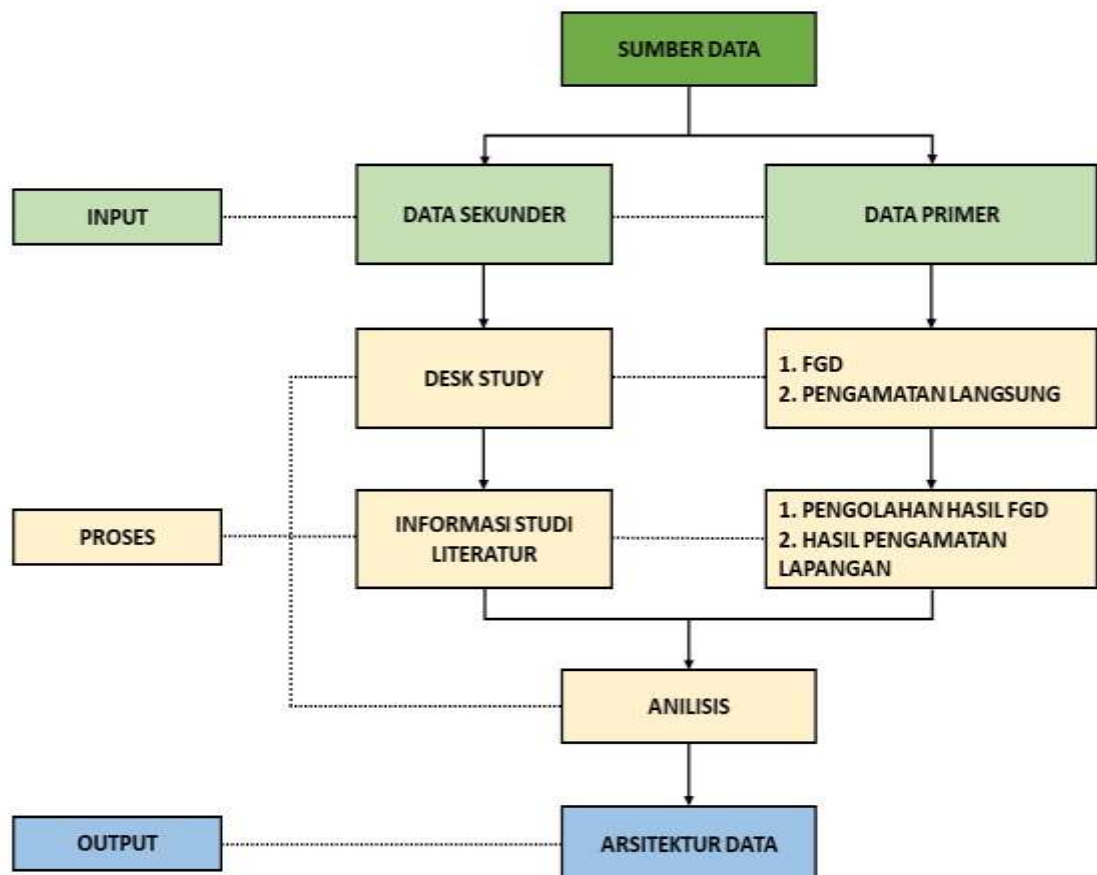 SUMBER DATA
INPUT
DATA SEKUNDER
DATA PRIMER
DESK STUDY
1. FGD
2. PENGAMATAN LANGSUNG
PROSES
INFORMASI STUDI
LITERATUR
1. PENGOLAHAN HASIL FGD
2. HASIL PENGAMATAN
LAPANGAN
ANILISIS
OUTPUT
ARSITEKTUR DATA